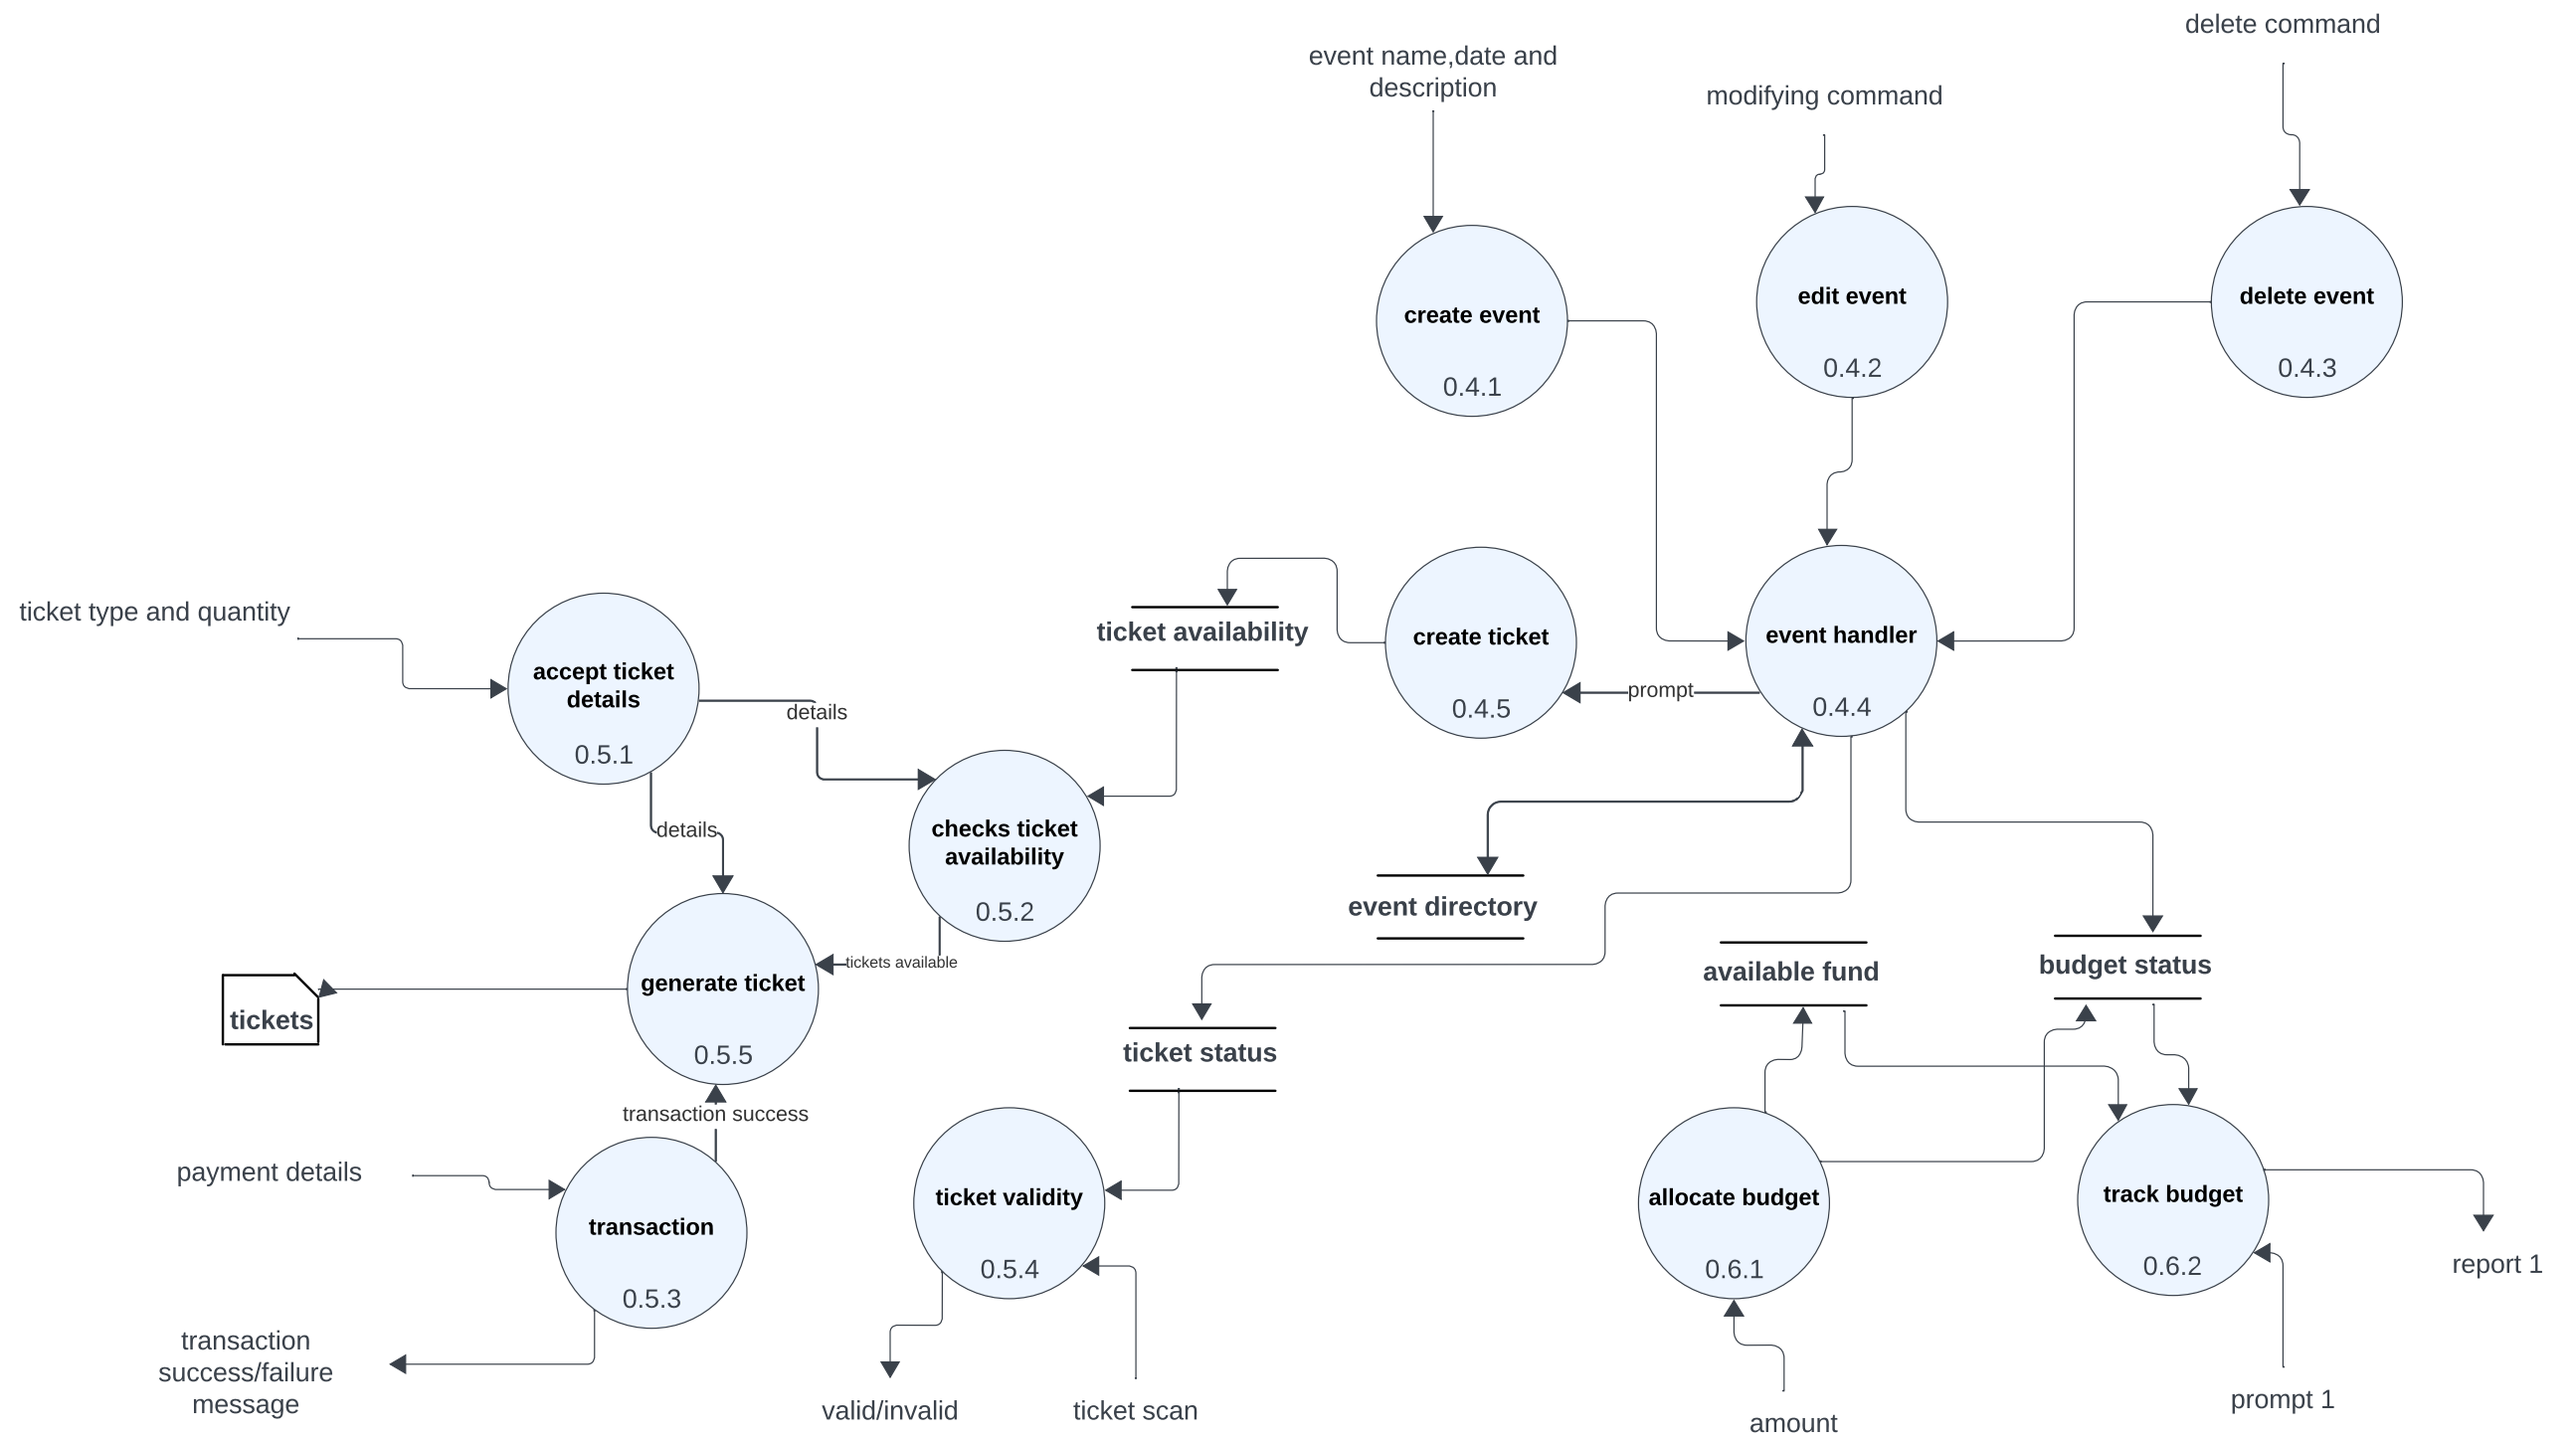 delete command
event name,date and
description
modifying command
create event
0.4.1
edit event
0.4.2
delete event
0.4.3
ticket type and quantity
accept ticket
details
0.5.1
details
details
ticket availability
create ticket
0.4.5
prompt
event handler
0.4.4
checks ticket
availability
0.5.2
tickets available
generate ticket
0.5.5
tickets
event directory
available fund
budget status
ticket status
transaction success
payment details
transaction
0.5.3
transaction
success/failure
message
ticket validity
0.5.4
valid/invalid
ticket scan
allocate budget
0.6.1
amount
track budget
0.6.2
report 1
prompt 1